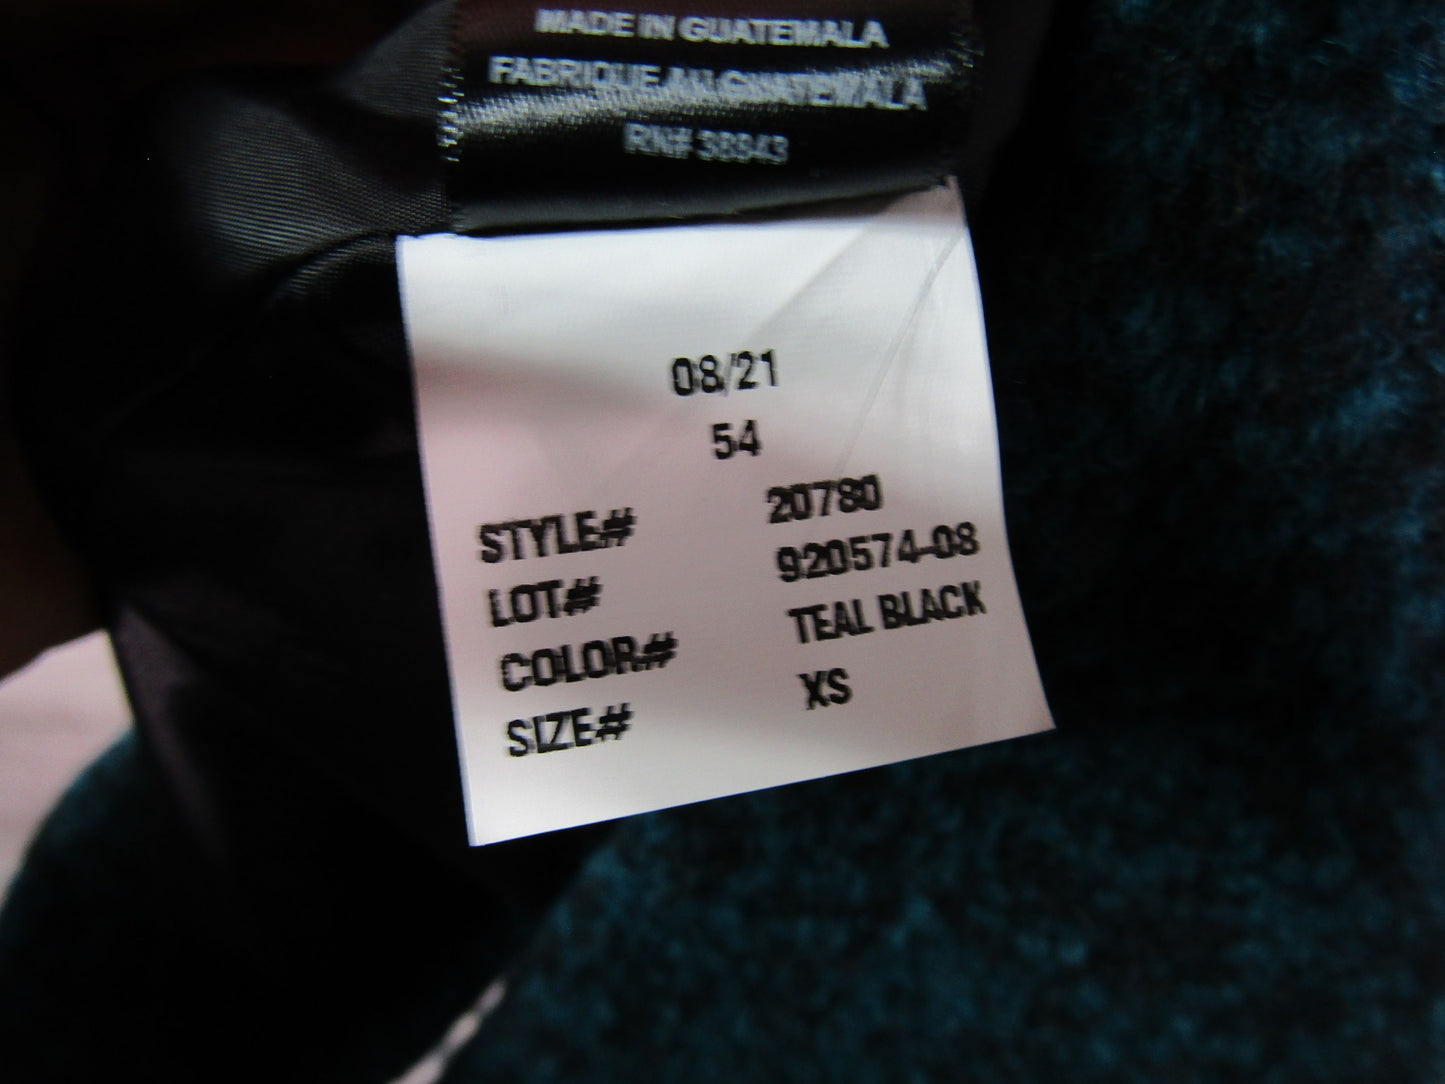 MADE IN GUATEMALA
FABRIQUE AU GUATEMALA
RN# 38943
08/21
54
STYLE# 20780
LOT# 920574-08
COLOR# TEAL BLACK
SIZE# XS